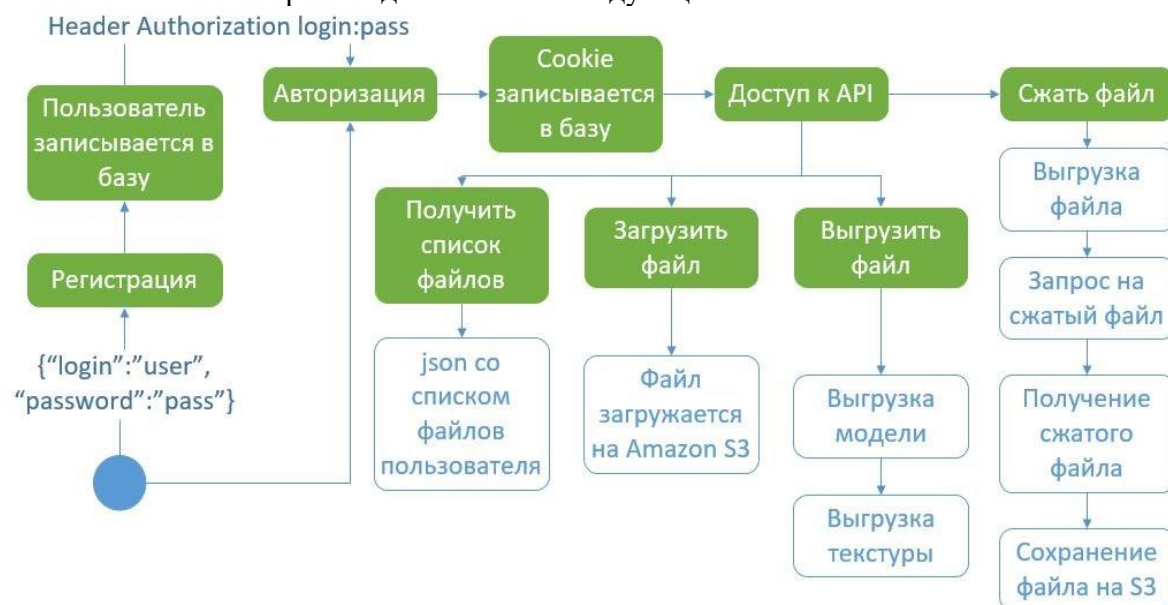 Header Authorization login:pass
Пользователь
записывается в
базу
Регистрация
{“login”:”user”,
“password”:”pass”}
Авторизация
Cookie
записывается
в базу
Доступ к API
Получить
список
файлов
json со
списком
файлов
пользователя
Загрузить
файл
Файл
загружается
на Amazon S3
Выгрузить
файл
Выгрузка
модели
Выгрузка
текстуры
Сжать файл
Выгрузка
файла
Запрос на
сжатый файл
Получение
сжатого
файла
Сохранение
файла на S3